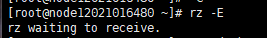 [root@node12021016480 ~]# rz -E
rz waiting to receive.